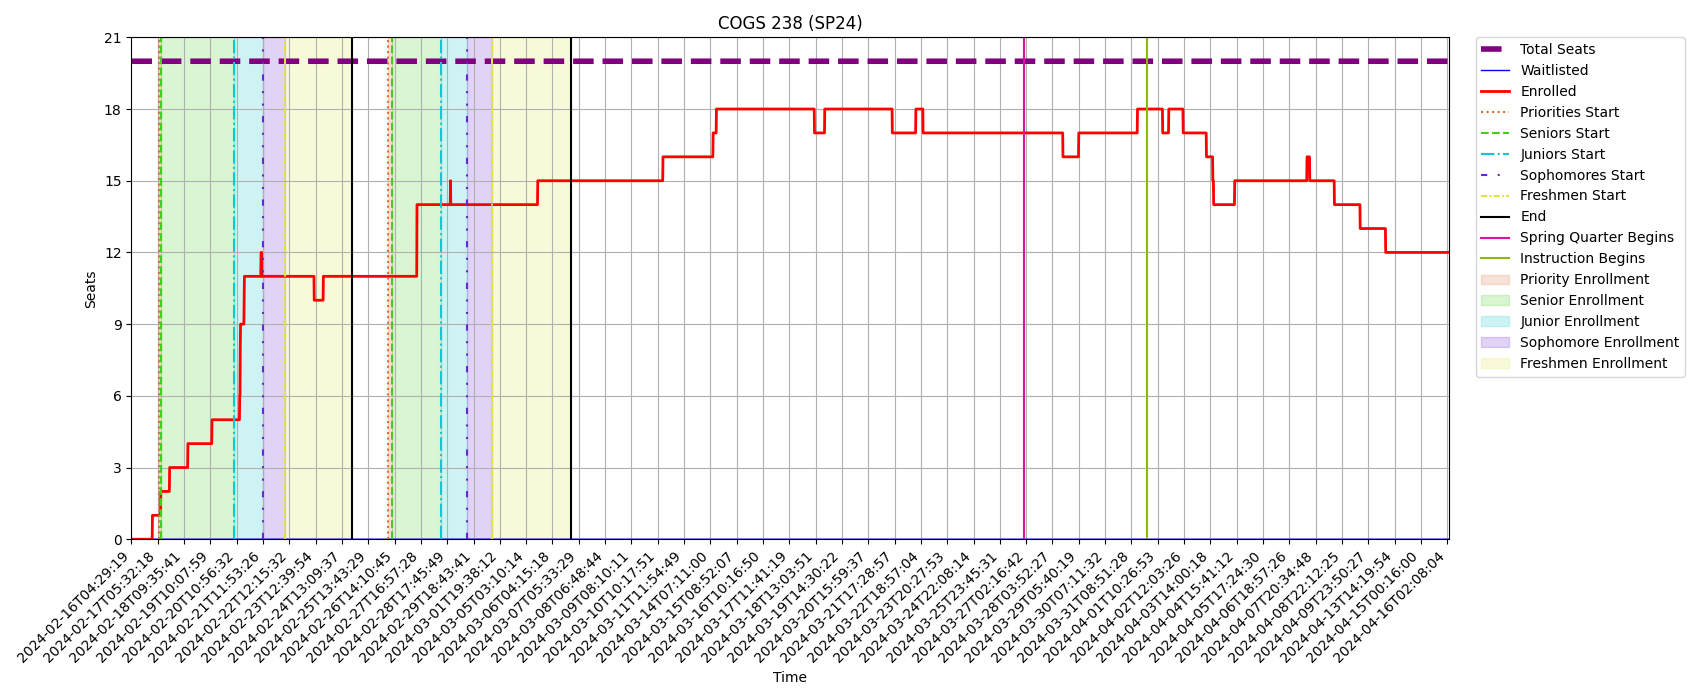 COGS 238 (SP24)
21
18
15
12
9
6
3
0
Seats
2024-02-16T04:29:19
2024-02-17T05:32:18
2024-02-18T09:35:41
2024-02-19T10:07:59
2024-02-20T10:56:32
2024-02-21T11:53:26
2024-02-22T12:15:32
2024-02-23T12:39:54
2024-02-24T13:09:37
2024-02-25T13:43:29
2024-02-26T14:10:45
2024-02-27T16:57:28
2024-02-28T17:45:49
2024-02-29T18:43:41
2024-03-01T19:38:12
2024-03-05T03:10:14
2024-03-06T04:15:18
2024-03-07T05:33:29
2024-03-08T06:48:44
2024-03-09T08:10:11
2024-03-10T10:17:51
2024-03-11T11:54:49
2024-03-14T07:11:00
2024-03-15T08:52:07
2024-03-16T10:16:50
2024-03-17T11:41:19
2024-03-18T13:03:51
2024-03-19T14:30:22
2024-03-20T15:59:37
2024-03-21T17:28:57
2024-03-22T18:57:04
2024-03-23T20:27:53
2024-03-24T22:08:14
2024-03-25T23:45:31
2024-03-27T02:16:42
2024-03-28T03:52:27
2024-03-29T05:40:19
2024-03-30T07:11:32
2024-03-31T08:51:28
2024-04-01T10:26:53
2024-04-02T12:03:26
2024-04-03T14:00:18
2024-04-04T15:41:12
2024-04-05T17:24:30
2024-04-06T18:57:26
2024-04-07T20:34:48
2024-04-08T22:12:25
2024-04-09T23:50:27
2024-04-13T14:19:54
2024-04-15T00:16:00
2024-04-16T02:08:04
Time
Total Seats
Waitlisted
Enrolled
Priorities Start
Seniors Start
Juniors Start
Sophomores Start
Freshmen Start
End
Spring Quarter Begins
Instruction Begins
Priority Enrollment
Senior Enrollment
Junior Enrollment
Sophomore Enrollment
Freshmen Enrollment